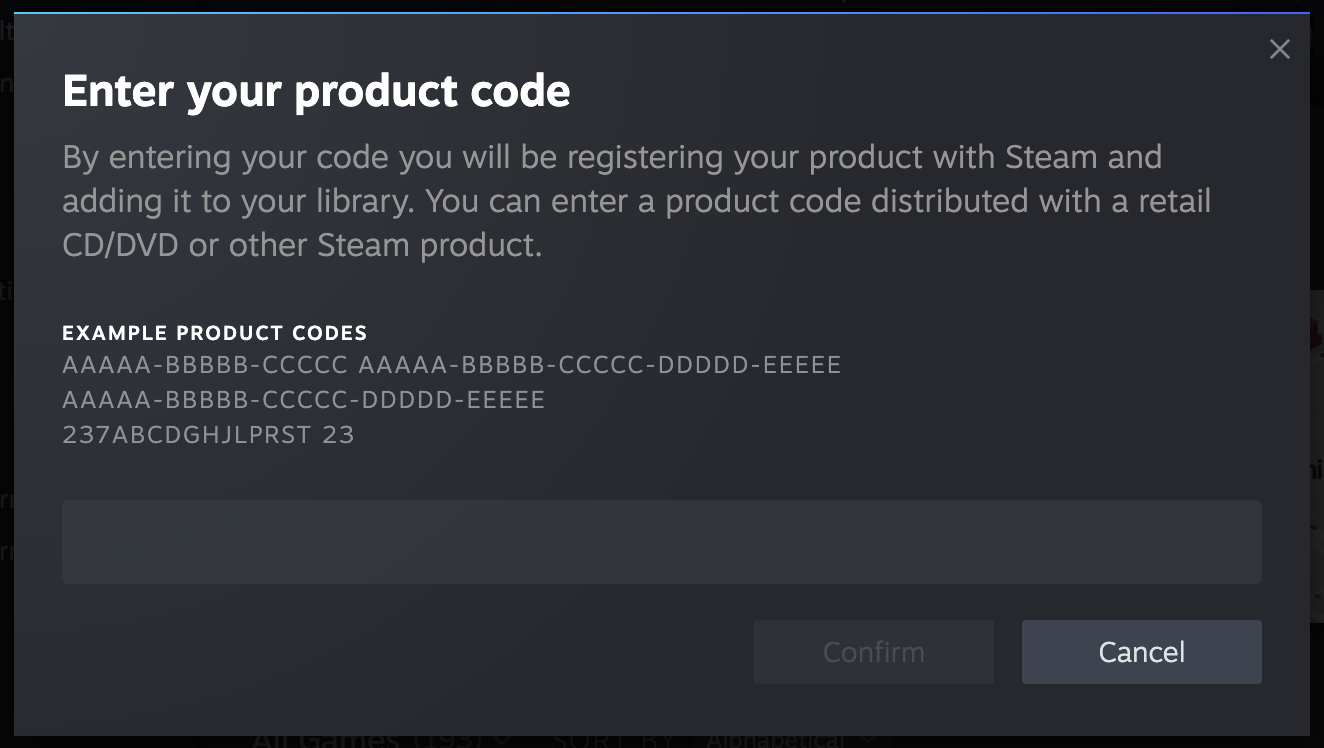 Enter your product code
By entering your code you will be registering your product with Steam and
adding it to your library. You can enter a product code distributed with a retail
CD/DVD or other Steam product.
EXAMPLE PRODUCT CODES
AAAAA-BBBBB-CCCCC AAAAA-BBBBB-CCCCC-DDDDD-EEEEE
AAAAA-BBBBB-CCCCC-DDDDD-EEEEE
237ABCDGHJLPRST 23
Confirm Cancel
All Games (193) SORT BY Alphabetical